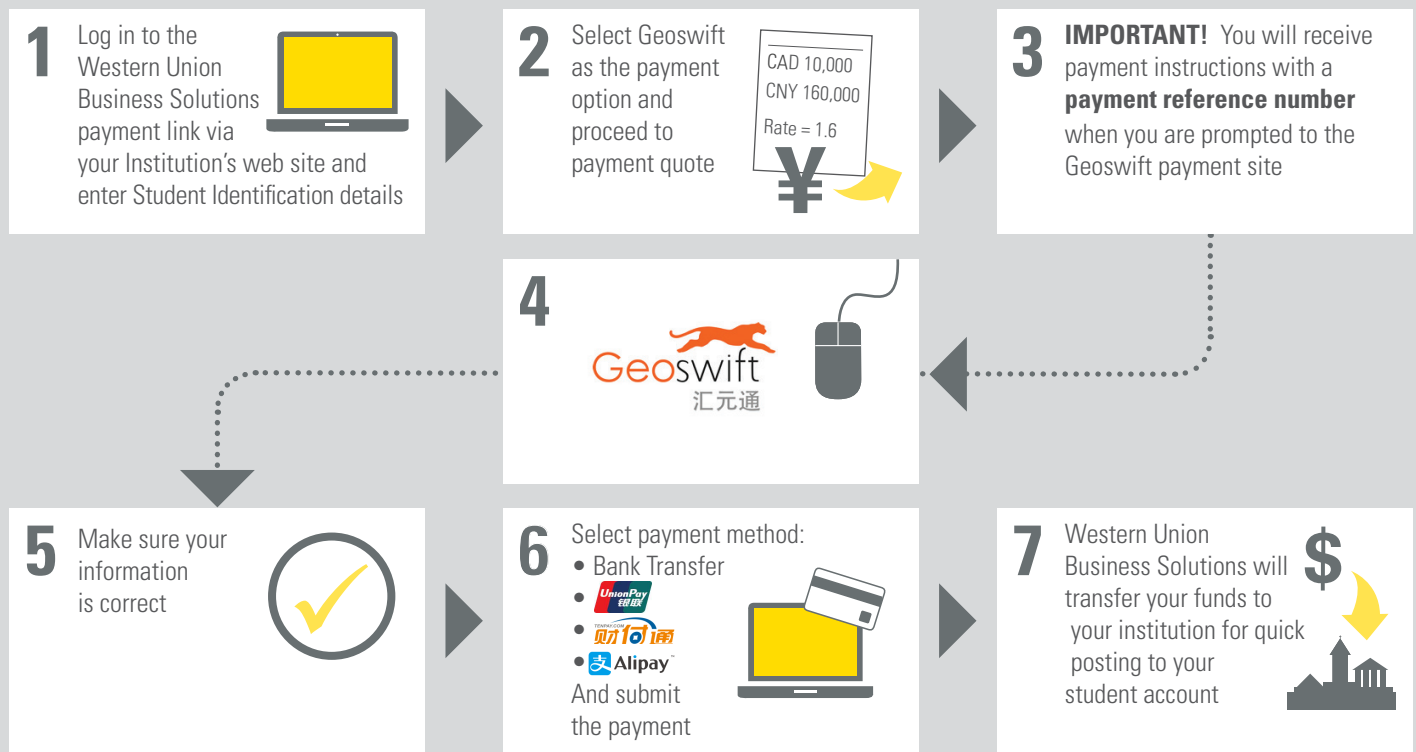 1
Log in to the
Western Union
Business Solutions
payment link via
your Institution's web site and
enter Student Identification details
2
Select Geoswift
as the payment
option and
proceed to
payment quote
CAD 10,000
CNY 160,000
Rate = 1.6
¥
3
IMPORTANT! You will receive
payment instructions with a
payment reference number
when you are prompted to the
Geoswift payment site
4
Geoswift
汇元通
5
Make sure your
information
is correct
6
Select payment method:
• Bank Transfer
• UnionPay
银联
• TENPAY.COM
财付通
• 支 Alipay™
And submit
the payment
7
Western Union
Business Solutions will
transfer your funds to
your institution for quick
posting to your
student account
$